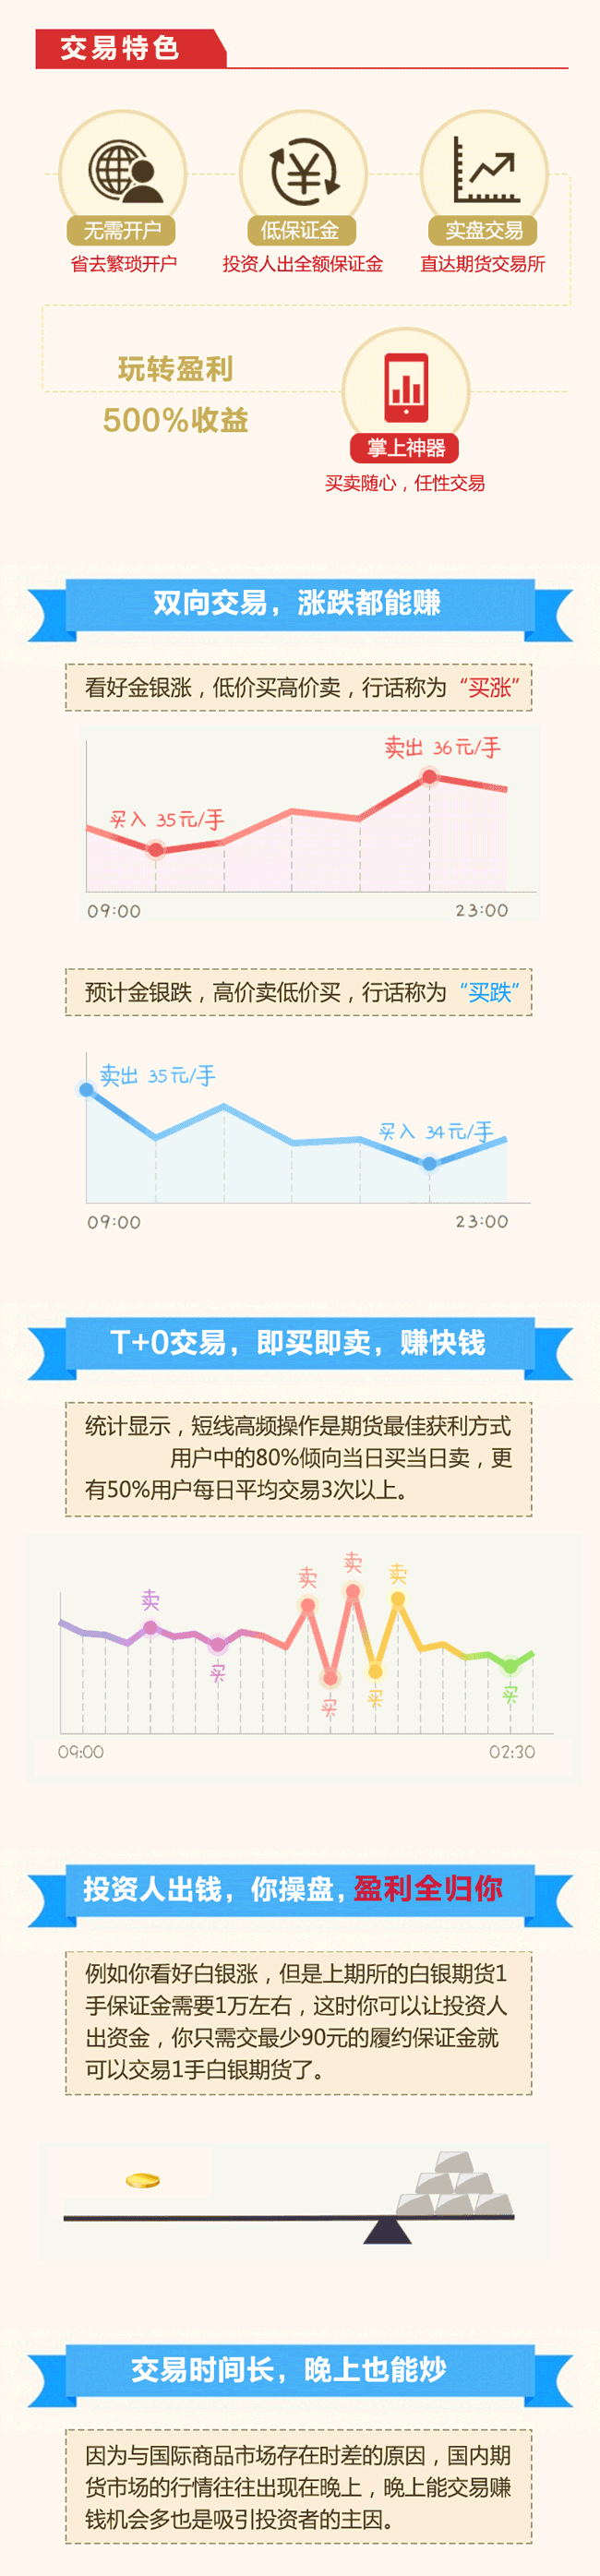 交易特色
无需开户
低保证金
实盘交易
省去繁琐开户
投资人出全额保证金
直达期货交易所
玩转盈利
500%收益
掌上神器
买卖随心，任性交易
双向交易，涨跌都能赚
看好金银涨，低价买高价卖，行话称为“买涨”
卖出 36元/手
买入 35元/手
09:00
23:00
预计金银跌，高价卖低价买，行话称为“买跌”
卖出 35元/手
买入 34元/手
09:00
23:00
T+0交易，即买即卖，赚快钱
统计显示，短线高频操作是期货最佳获利方式
用户中的80%倾向当日买当日卖，更
有50%用户每日平均交易3次以上。
卖
卖
卖
卖
买
买
买
买
09:00
02:30
投资人出钱，你操盘，盈利全归你
例如你看好白银涨，但是上期所的白银期货1
手保证金需要1万左右，这时你可以让投资人
出资金，你只需交最少90元的履约保证金就
可以交易1手白银期货了。
交易时间长，晚上也能炒
因为与国际商品市场存在时差的原因，国内期
货市场的行情往往出现在晚上，晚上能交易赚
钱机会多也是吸引投资者的主因。